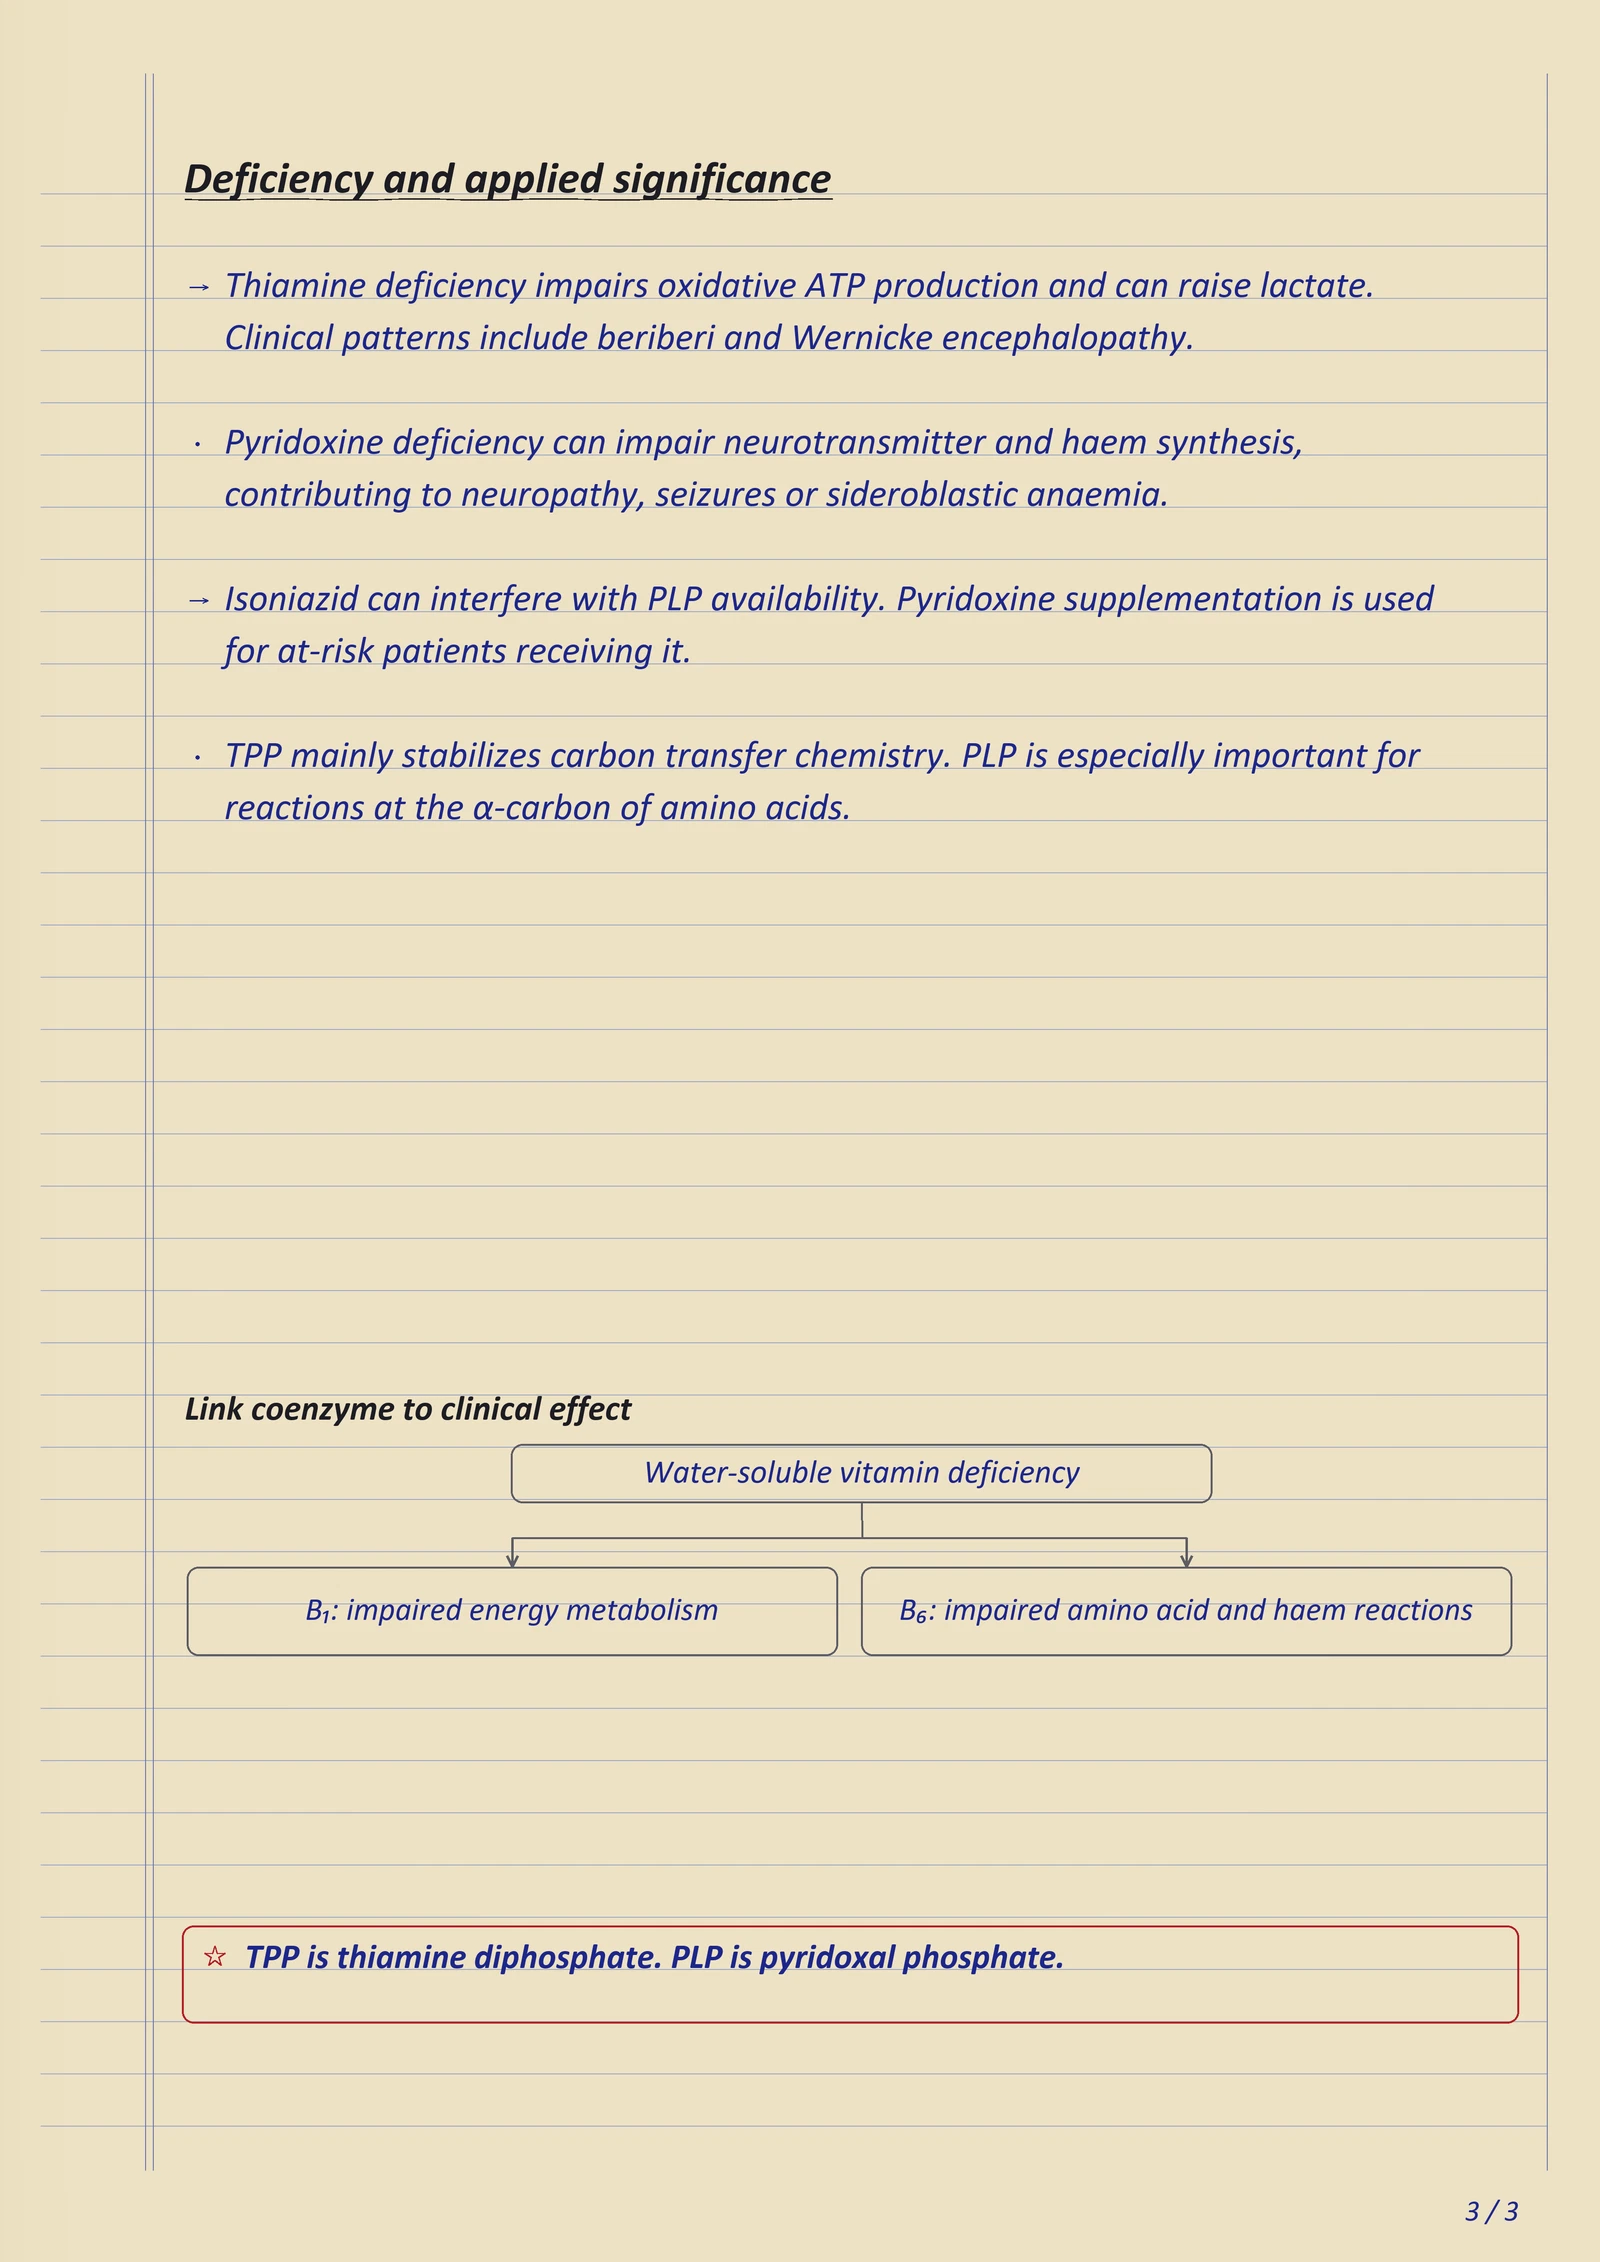 Deficiency and applied significance
→ Thiamine deficiency impairs oxidative ATP production and can raise lactate.
Clinical patterns include beriberi and Wernicke encephalopathy.
· Pyridoxine deficiency can impair neurotransmitter and haem synthesis,
contributing to neuropathy, seizures or sideroblastic anaemia.
→ Isoniazid can interfere with PLP availability. Pyridoxine supplementation is used
for at-risk patients receiving it.
· TPP mainly stabilizes carbon transfer chemistry. PLP is especially important for
reactions at the α-carbon of amino acids.
Link coenzyme to clinical effect
Water-soluble vitamin deficiency
B₁: impaired energy metabolism
B₆: impaired amino acid and haem reactions
☆ TPP is thiamine diphosphate. PLP is pyridoxal phosphate.
3 / 3